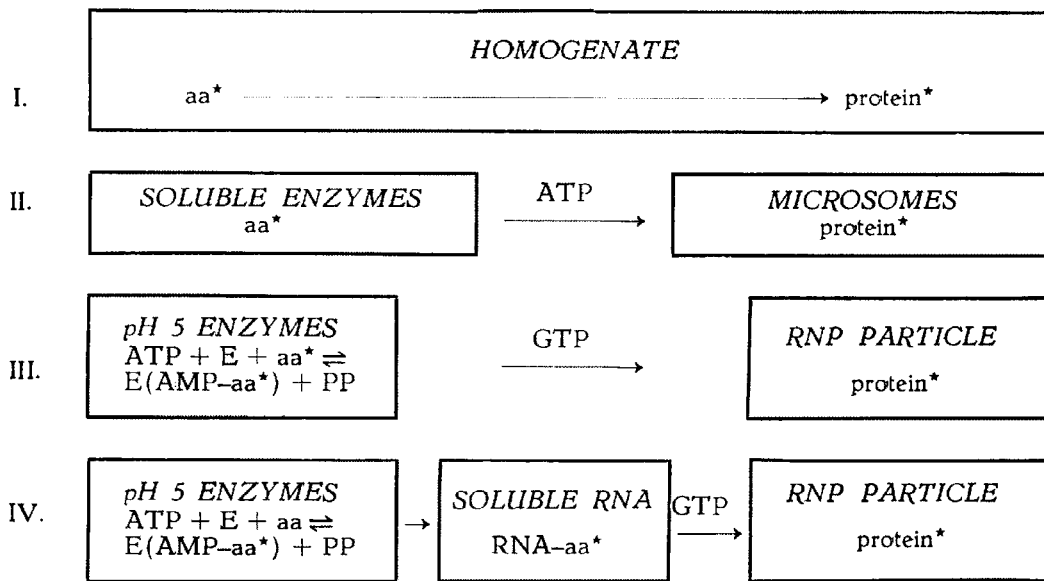 HOMOGENATE
I. aa* protein*
II. SOLUBLE ENZYMES ATP MICROSOMES
aa* protein*
pH 5 ENZYMES GTP RNP PARTICLE
ATP + E + aa* ⇌
III. E(AMP–aa*) + PP protein*
pH 5 ENZYMES SOLUBLE RNA GTP RNP PARTICLE
IV. ATP + E + aa ⇌
E(AMP–aa*) + PP → RNA–aa* protein*